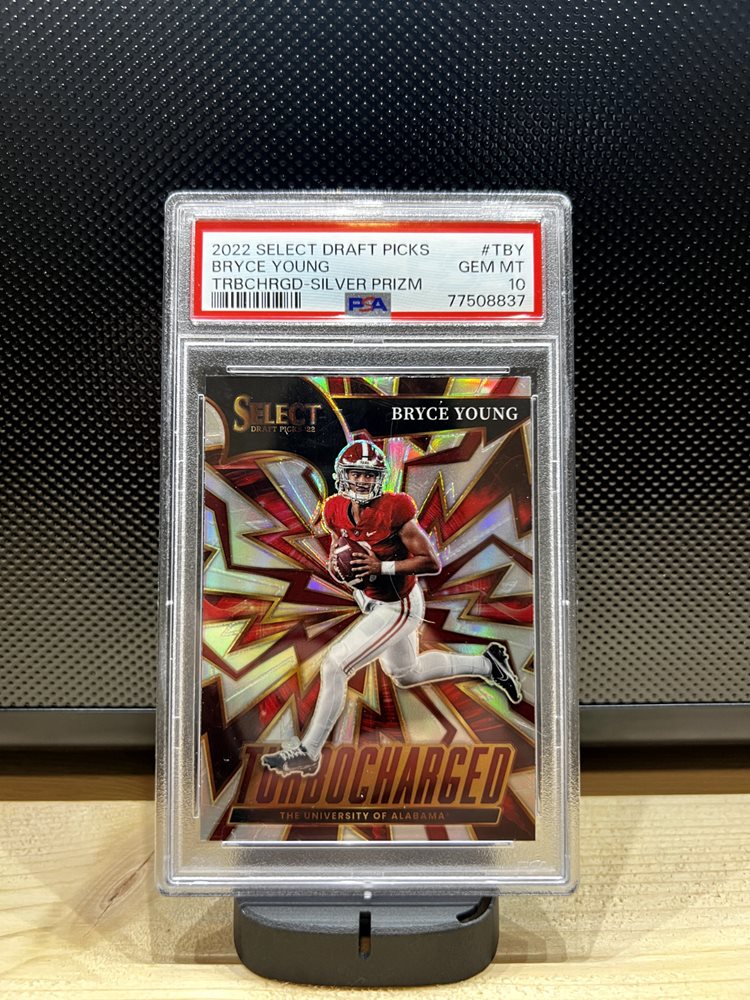 2022 SELECT DRAFT PICKS #TBY
BRYCE YOUNG GEM MT
TRBCHRGD-SILVER PRIZM 10
PSA 77508837
SELECT
DRAFT PICKS '22
BRYCE YOUNG
TURBOCHARGED
THE UNIVERSITY OF ALABAMA